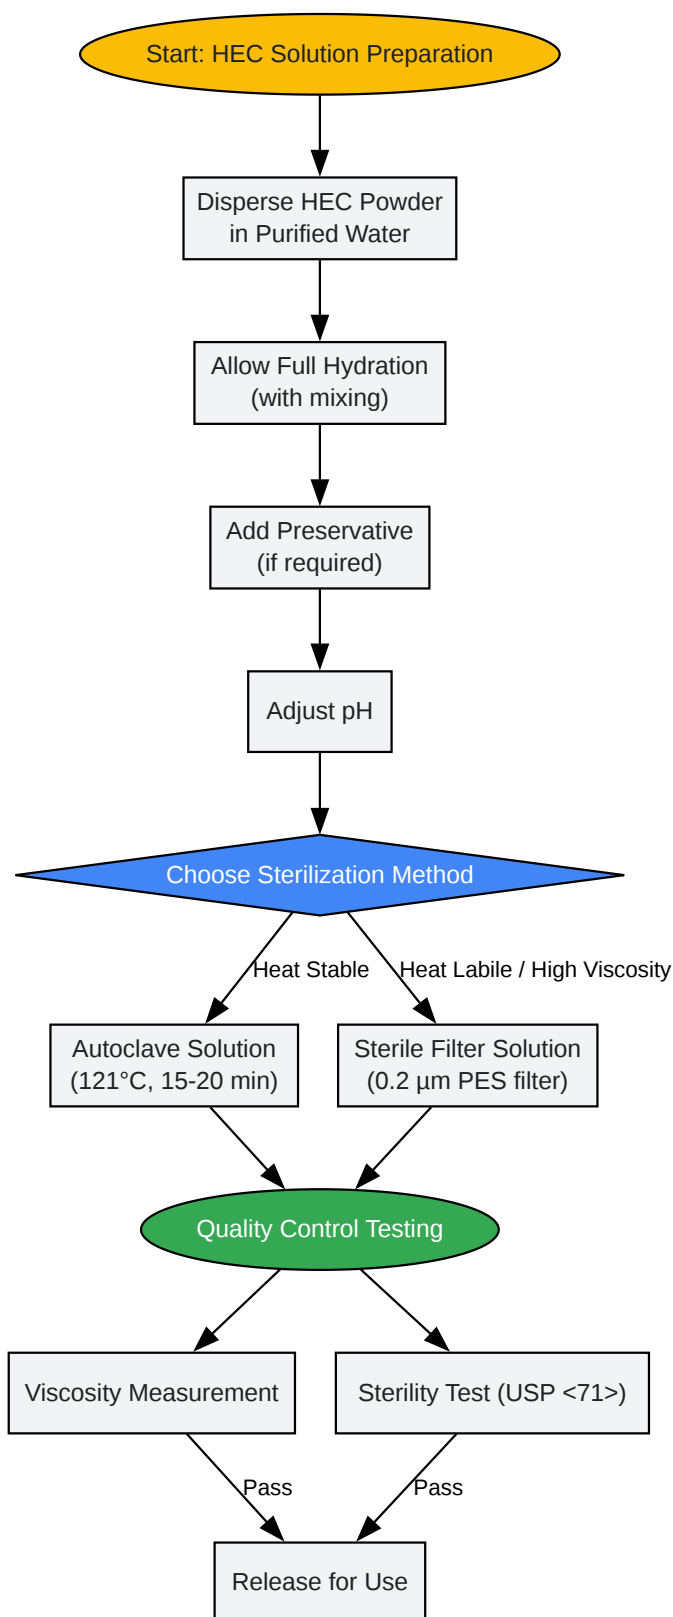 Start: HEC Solution Preparation
Disperse HEC Powder
in Purified Water
Allow Full Hydration
(with mixing)
Add Preservative
(if required)
Adjust pH
Choose Sterilization Method
Heat Stable
Heat Labile / High Viscosity
Autoclave Solution
(121°C, 15-20 min)
Sterile Filter Solution
(0.2 µm PES filter)
Quality Control Testing
Viscosity Measurement
Sterility Test (USP <71>)
Pass
Pass
Release for Use